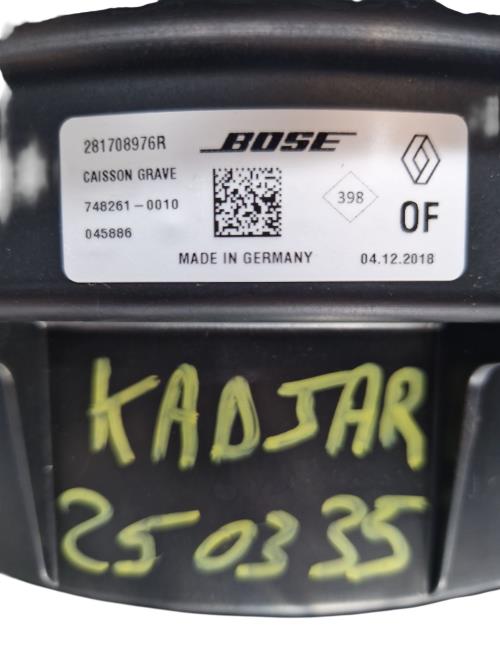 281708976R BOSE
CAISSON GRAVE
748261-0010 398
045886 OF
MADE IN GERMANY 04.12.2018
KADJAR
250335